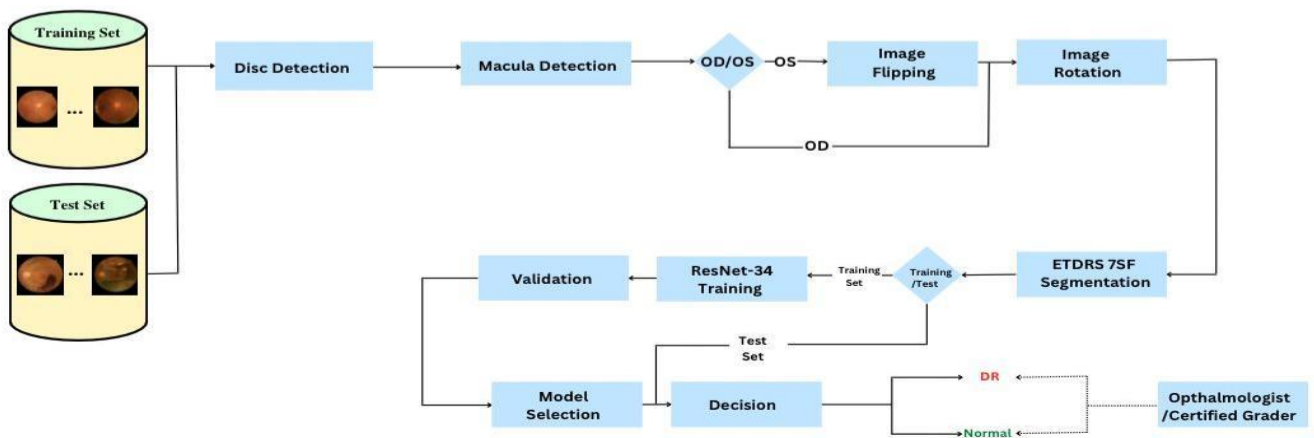 Training Set
...
Disc Detection
Macula Detection
OD/OS
OS
Image
Flipping
Image
Rotation
OD
Test Set
...
Validation
ResNet-34
Training
Training
Set
Training
/Test
ETDRS 7SF
Segmentation
Test
Set
Model
Selection
Decision
DR
Normal
Opthalmologist
/Certified Grader